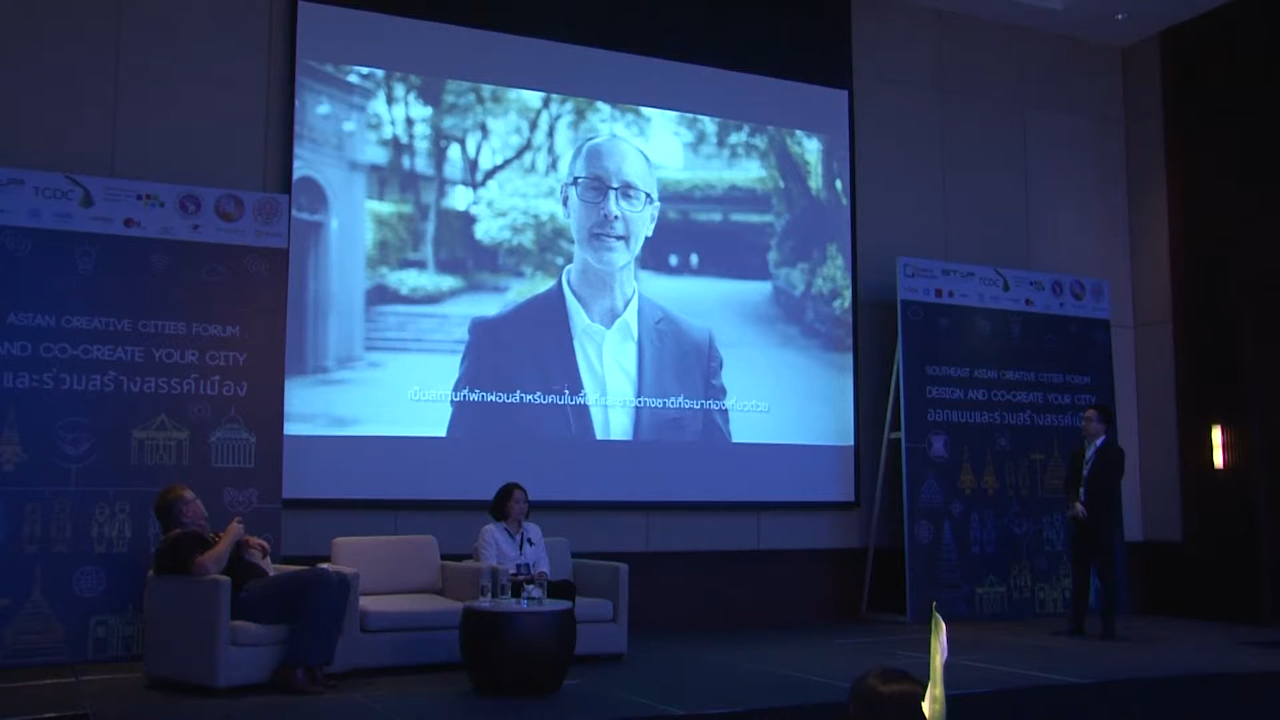 TCDC
ASIAN CREATIVE CITIES FORUM
AND CO-CREATE YOUR CITY
และร่วมสร้างสรรค์เมือง
เป็นสถานที่พักผ่อนสำหรับคนในพื้นที่และชาวต่างชาติที่จะมาท่องเที่ยวด้วย
TCDC
SOUTHEAST ASIAN CREATIVE CITIES FORUM
DESIGN AND CO-CREATE YOUR CITY
ออกแบบและร่วมสร้างสรรค์